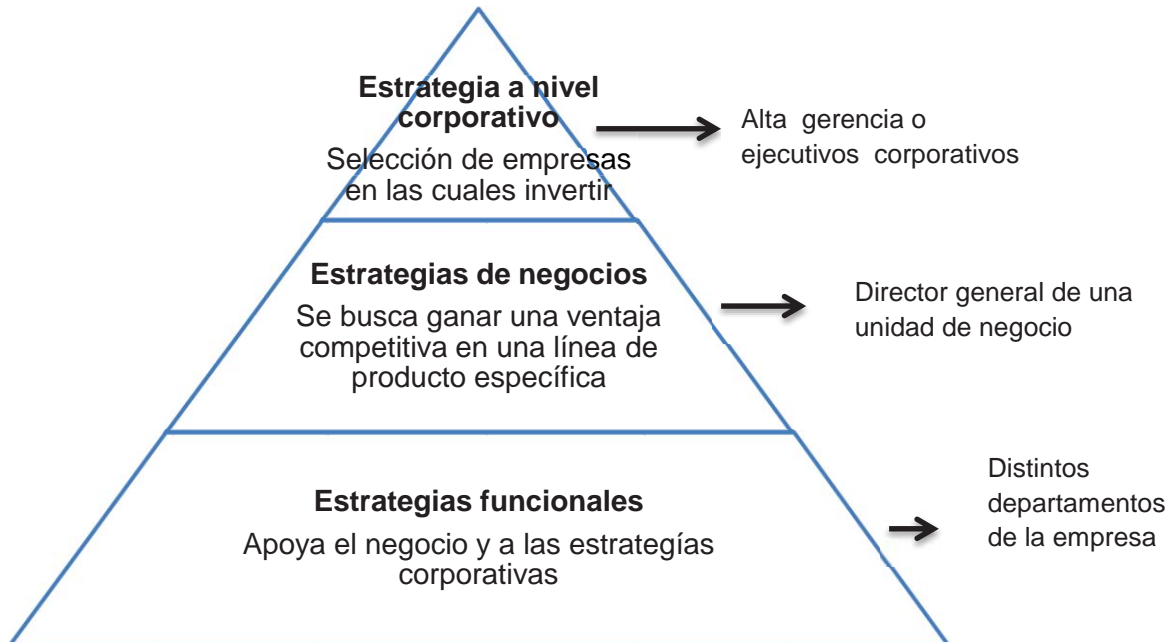 Estrategia a nivel
corporativo
Selección de empresas
en las cuales invertir
Alta gerencia o
ejecutivos corporativos
Estrategias de negocios
Se busca ganar una ventaja
competitiva en una línea de
producto específica
Director general de una
unidad de negocio
Estrategias funcionales
Apoya el negocio y a las estrategías
corporativas
Distintos
departamentos
de la empresa